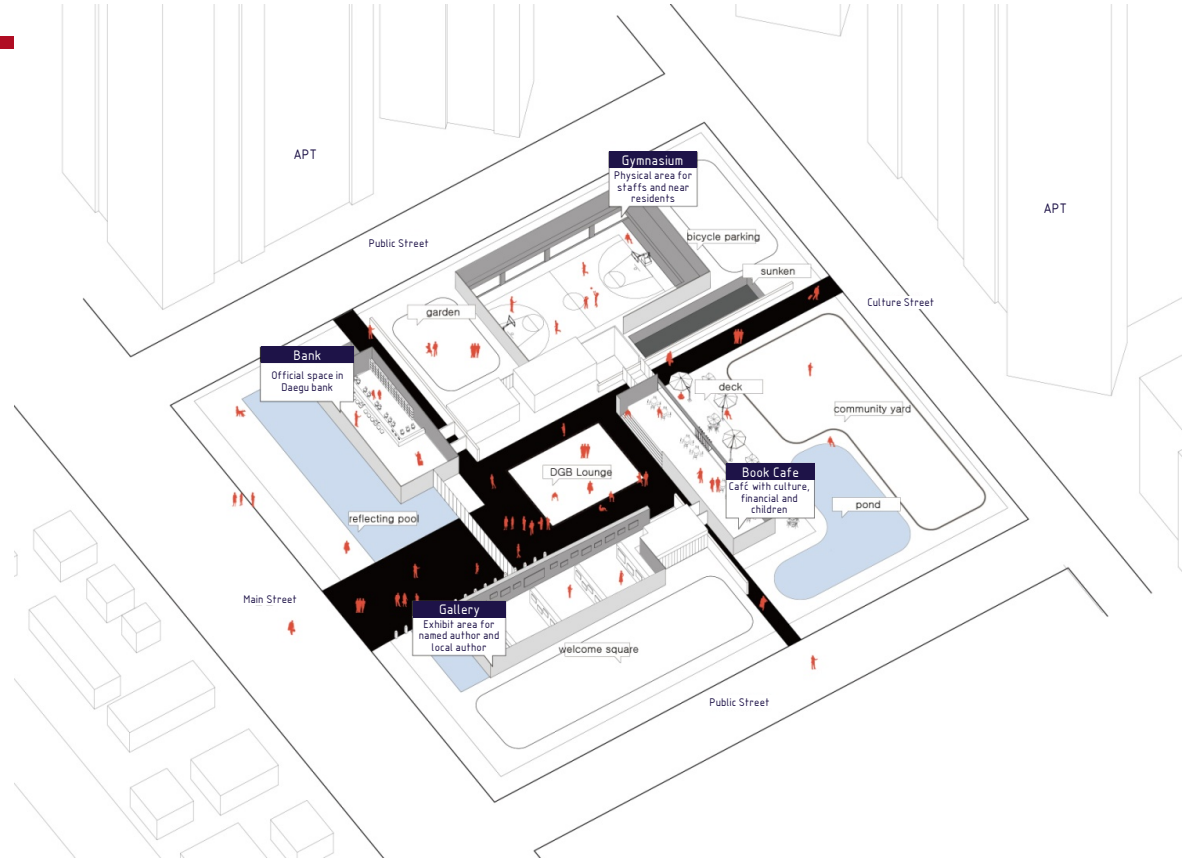 APT
Gymnasium
Physical area for
staffs and near
residents
APT
Public Street
bicycle parking
sunken
Culture Street
garden
Bank
Official space in
Daegu bank
deck
community yard
DGB Lounge
Book Cafe
Café with culture,
financial and
children
pond
reflecting pool
Main Street
Gallery
Exhibit area for
named author and
local author
welcome square
Public Street